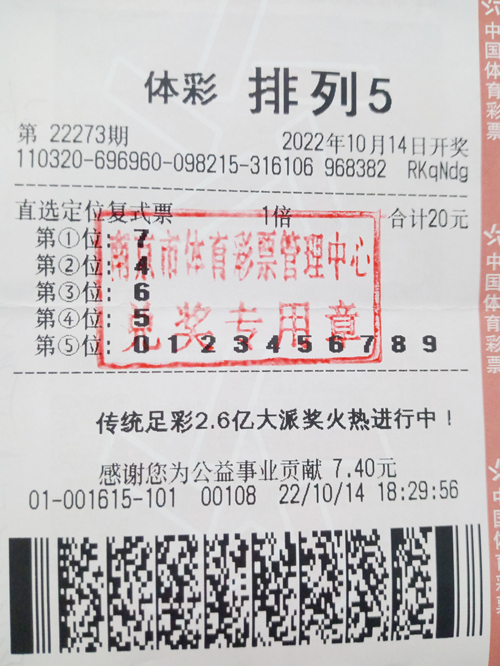 体彩 排列5
第 22273期 2022年10月14日开奖
110320-696960-098215-316106 968382 RKqNdg
直选定位复式票 1倍 合计20元
第①位:7
第②位:4
第③位:6
第④位:5
第⑤位:0 1 2 3 4 5 6 7 8 9
南京市体育彩票管理中心
兑奖专用章
传统足彩2.6亿大派奖火热进行中!
感谢您为公益事业贡献 7.40元
01-001615-101 00108 22/10/14 18:29:56
中国体育彩票
中国体育彩票
中国体育彩